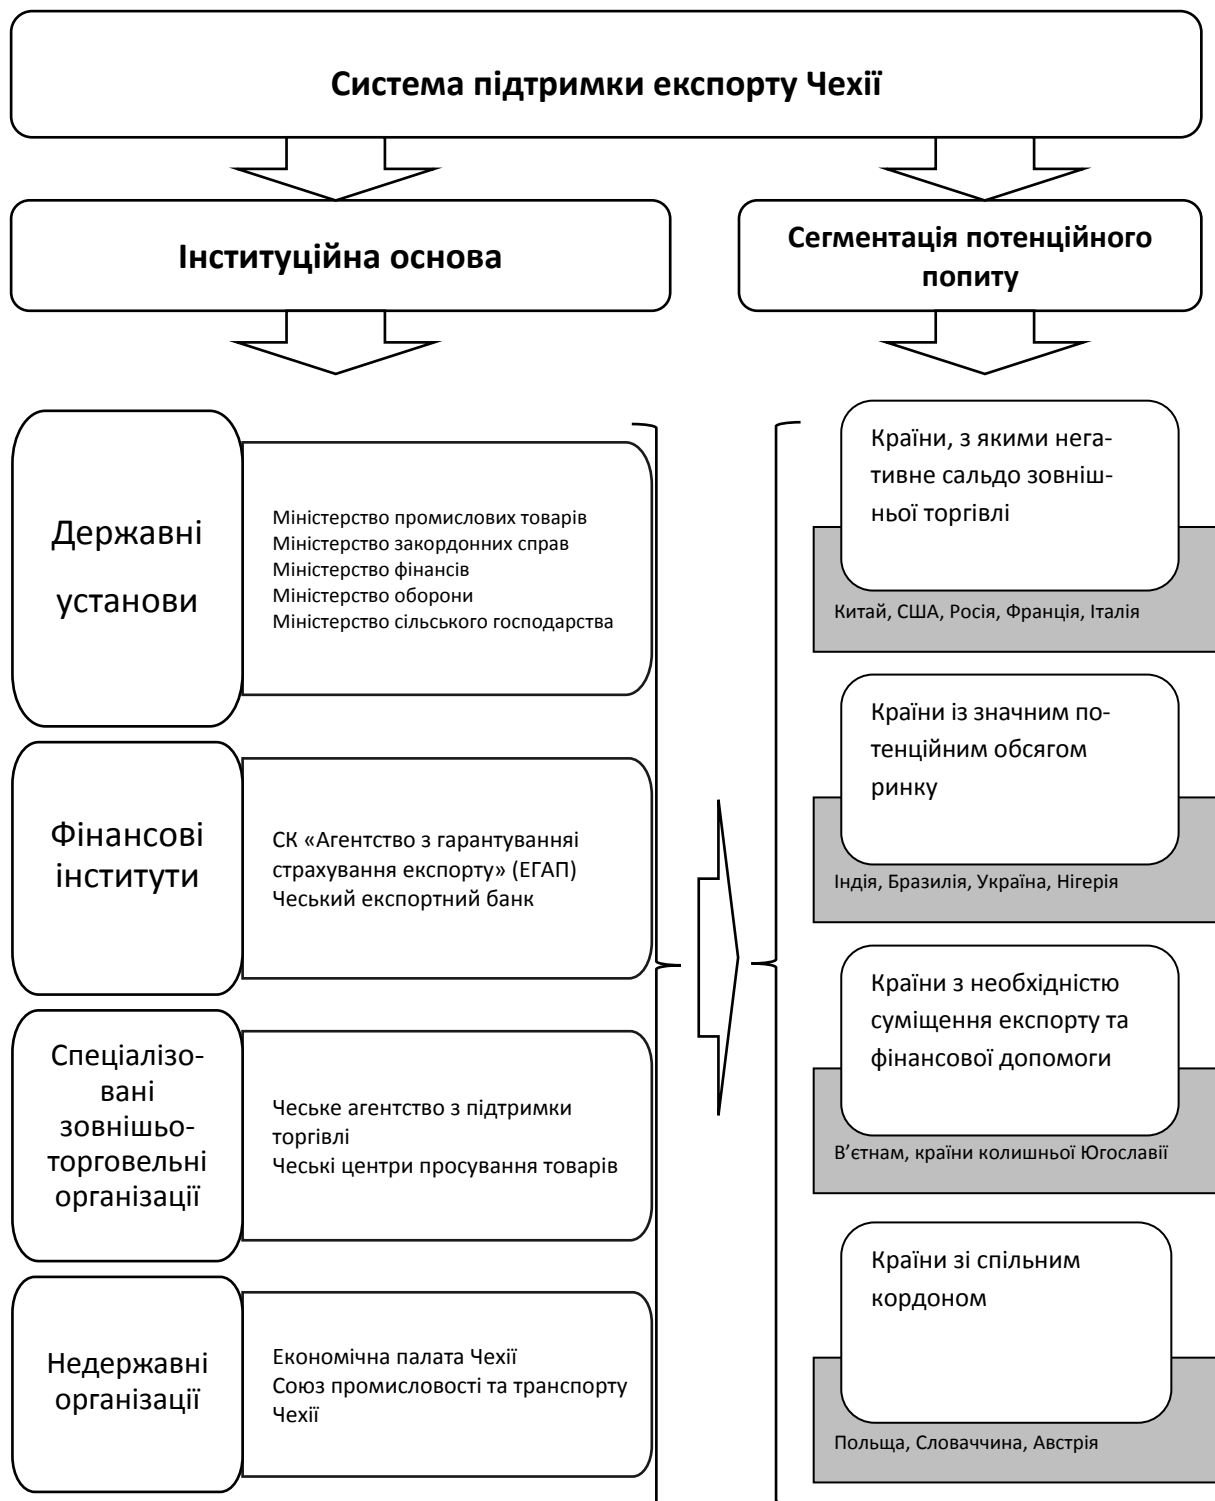 Система підтримки експорту Чехії
Інституційна основа
Сегментація потенційного
попиту
Державні
установи
Міністерство промислових товарів
Міністерство закордонних справ
Міністерство фінансів
Міністерство оборони
Міністерство сільського господарства
Фінансові
інститути
СК «Агентство з гарантуванняі
страхування експорту» (ЕГАП)
Чеський експортний банк
Спеціалізо-
вані
зовнішьо-
торговельні
організації
Чеське агентство з підтримки
торгівлі
Чеські центри просування товарів
Недержавні
організації
Економічна палата Чехії
Союз промисловості та транспорту
Чехії
Країни, з якими нега-
тивне сальдо зовніш-
ньої торгівлі
Китай, США, Росія, Франція, Італія
Країни із значним по-
тенційним обсягом
ринку
Індія, Бразилія, Україна, Нігерія
Країни з необхідністю
суміщення експорту та
фінансової допомоги
В’єтнам, країни колишньої Югославії
Країни зі спільним
кордоном
Польща, Словаччина, Австрія